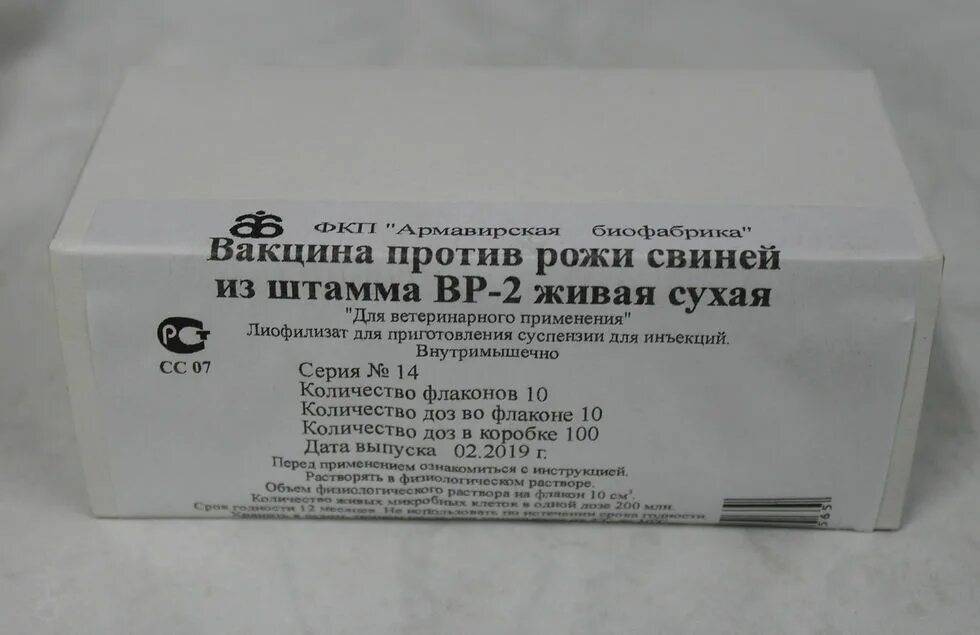 ФКП "Армавирская биофабрика"
Вакцина против рожи свиней
из штамма ВР-2 живая сухая
"Для ветеринарного применения"
Лиофилизат для приготовления суспензии для инъекций.
Внутримышечно
РСТ
СС 07
Серия № 14
Количество флаконов 10
Количество доз во флаконе 10
Количество доз в коробке 100
Дата выпуска 02.2019 г.
Перед применением ознакомиться с инструкцией.
Растворять в физиологическом растворе.
Объем физиологического раствора на флакон 10 см³.
Количество живых микробных клеток в одной дозе 200 млн.
Срок годности 12 месяцев. Не использовать по истечении срока годности
Хранить в
565